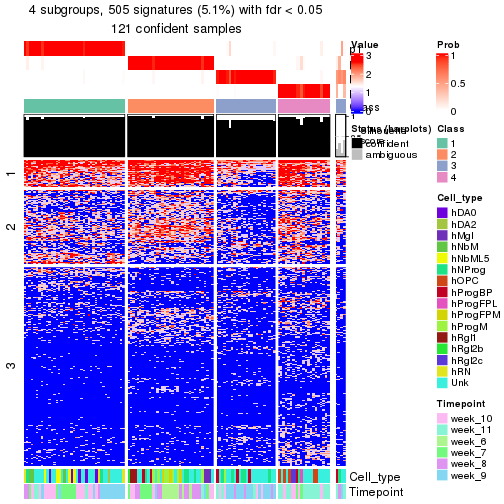 4 subgroups, 505 signatures (5.1%) with fdr < 0.05
121 confident samples
1
2
3
Cell_type
Timepoint
Value
3
2
1
0
Status (barplots)
confident
ambiguous
Prob
1
0.5
0
Class
1
2
3
4
Cell_type
hDA0
hDA2
hMgl
hNbM
hNbML5
hNProg
hOPC
hProgBP
hProgFPL
hProgFPM
hProgM
hRgl1
hRgl2b
hRgl2c
hRN
Unk
Timepoint
week_10
week_11
week_6
week_7
week_8
week_9